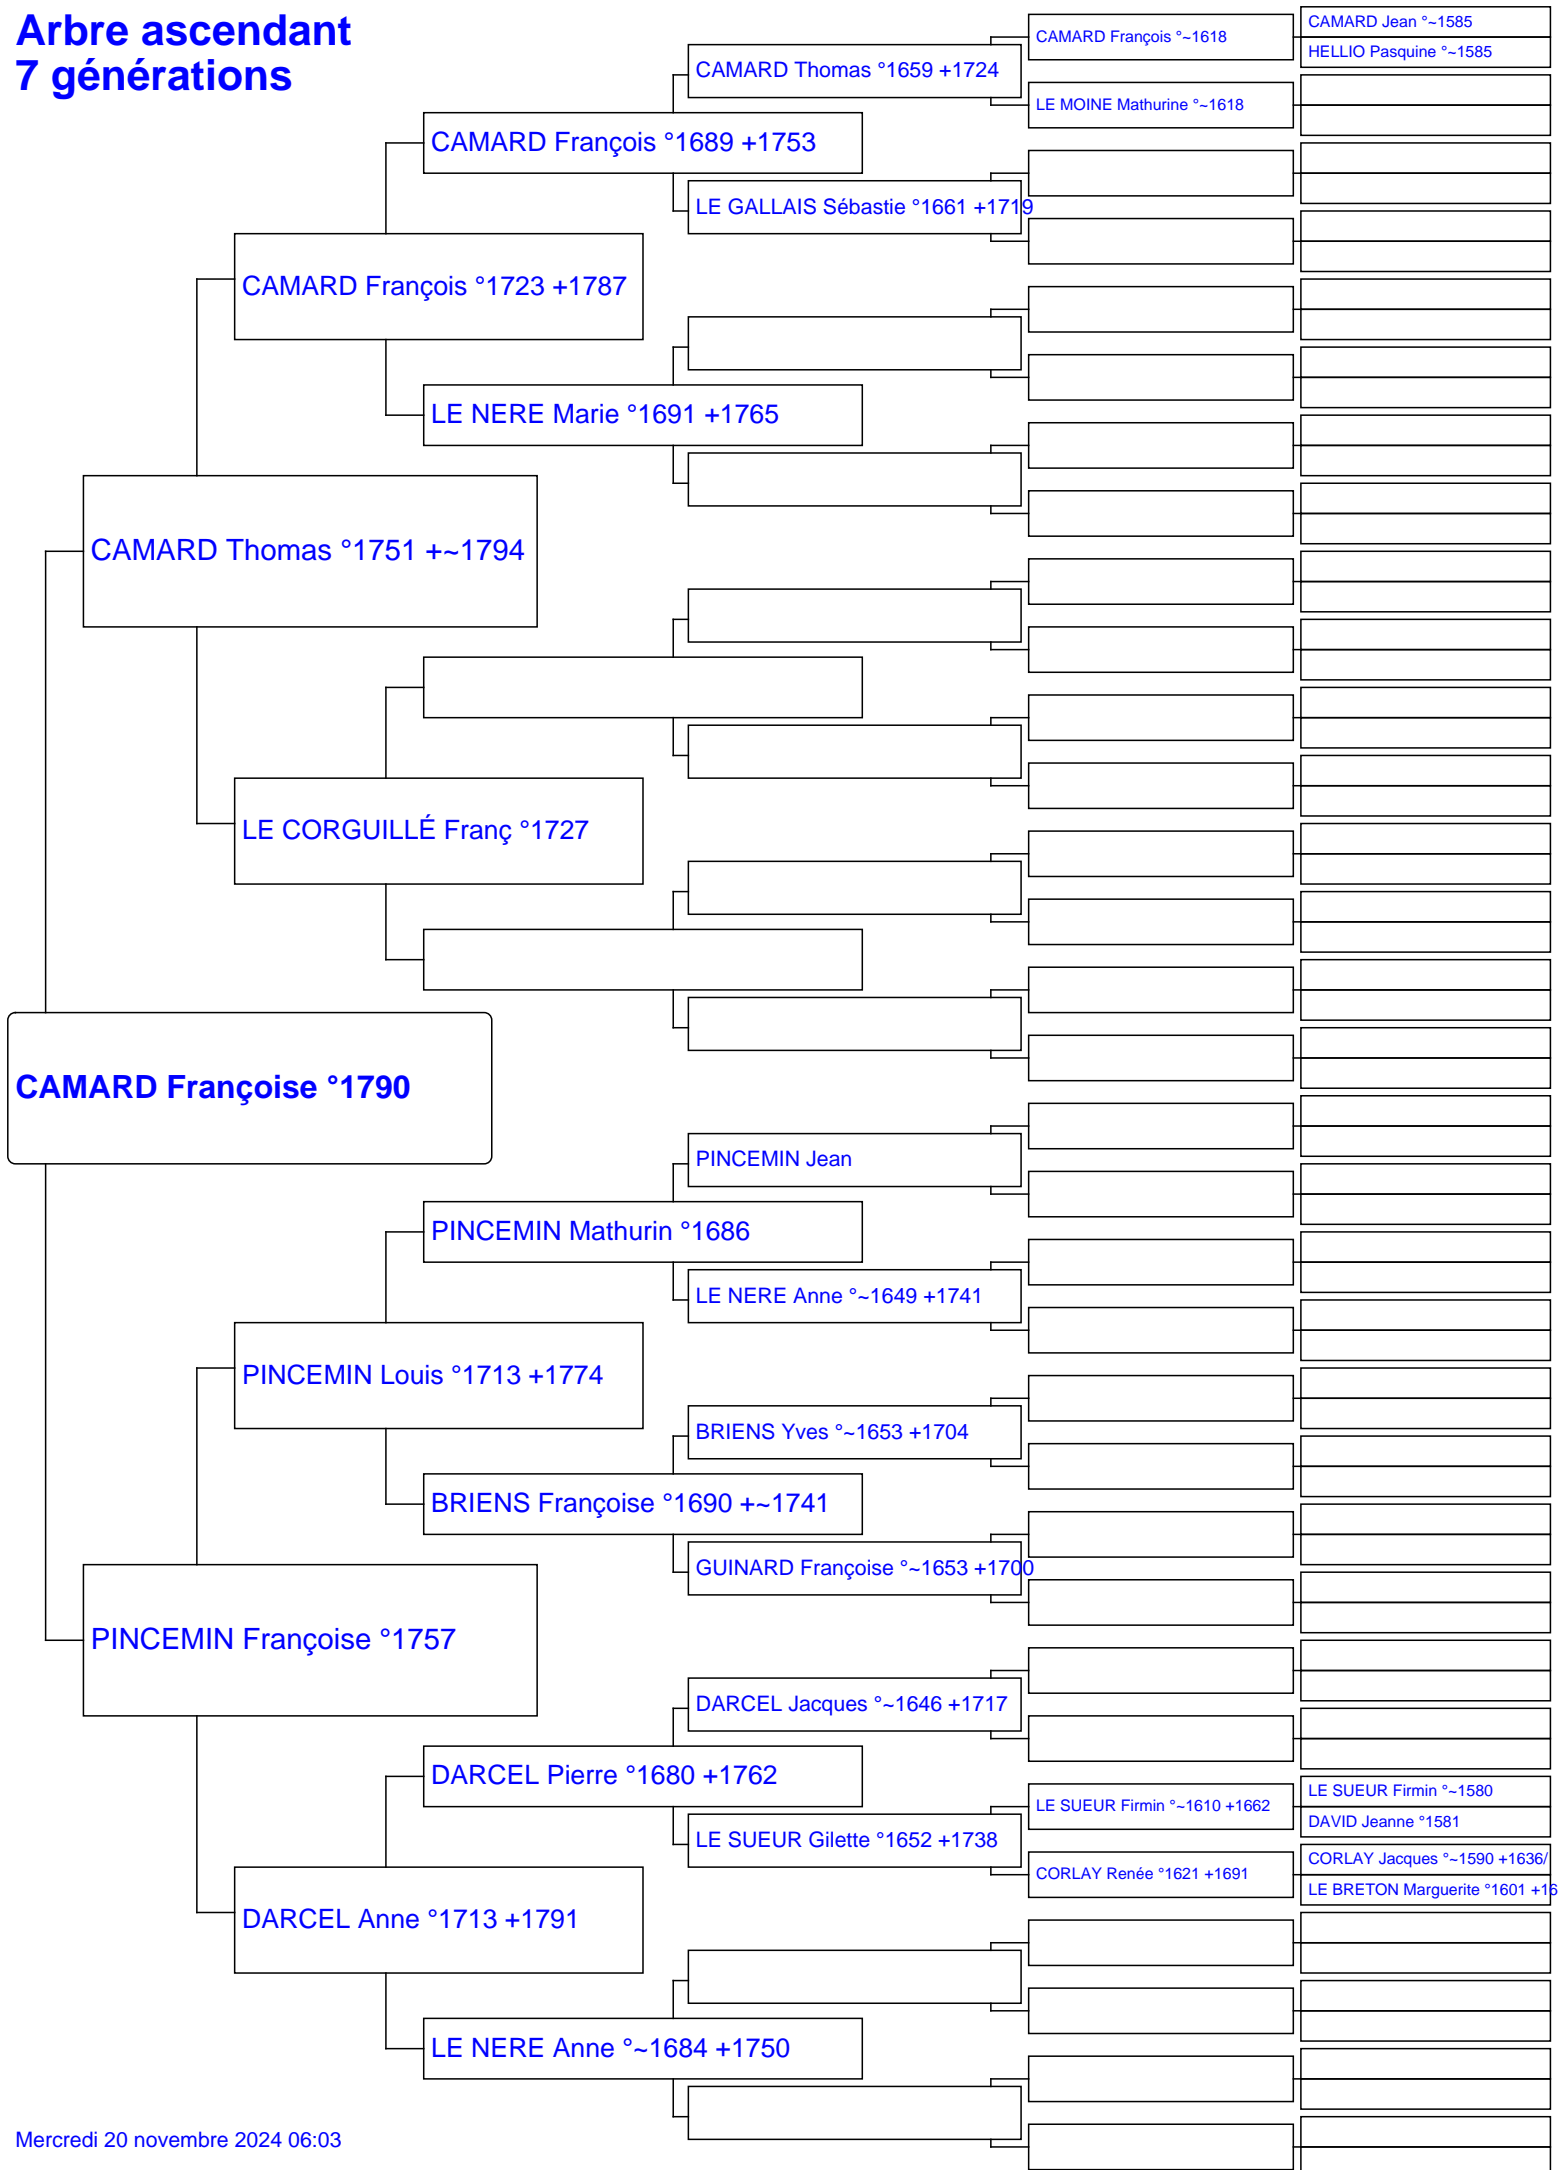 Arbre ascendant
7 générations
CAMARD Jean °~1585
CAMARD François °~1618
HELLIO Pasquine °~1585
CAMARD Thomas °1659 +1724
LE MOINE Mathurine °~1618
CAMARD François °1689 +1753
LE GALLAIS Sébastie °1661 +1719
CAMARD François °1723 +1787
LE NERE Marie °1691 +1765
CAMARD Thomas °1751 +~1794
LE CORGUILLÉ Franç °1727
CAMARD Françoise °1790
PINCEMIN Jean
PINCEMIN Mathurin °1686
LE NERE Anne °~1649 +1741
PINCEMIN Louis °1713 +1774
BRIENS Yves °~1653 +1704
BRIENS Françoise °1690 +~1741
GUINARD Françoise °~1653 +1700
PINCEMIN Françoise °1757
DARCEL Jacques °~1646 +1717
DARCEL Pierre °1680 +1762
LE SUEUR Firmin °~1580
LE SUEUR Firmin °~1610 +1662
DAVID Jeanne °1581
LE SUEUR Gilette °1652 +1738
CORLAY Jacques °~1590 +1636/
CORLAY Renée °1621 +1691
LE BRETON Marguerite °1601 +16
DARCEL Anne °1713 +1791
LE NERE Anne °~1684 +1750
Mercredi 20 novembre 2024 06:03